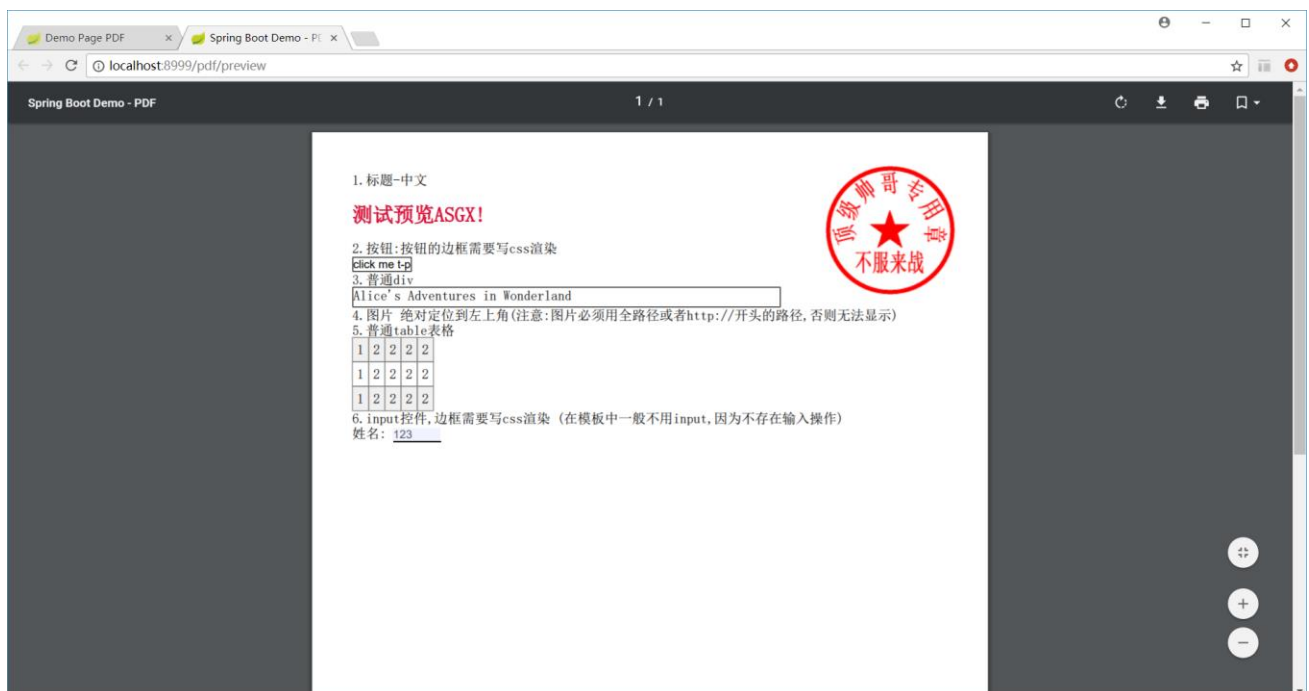 Demo Page PDF
Spring Boot Demo - P
localhost:8999/pdf/preview
Spring Boot Demo - PDF
1 / 1
1.标题-中文
测试预览ASGX!
2.按钮:按钮的边框需要写css渲染
click me t-p
3.普通div
Alice's Adventures in Wonderland
4.图片 绝对定位到左上角(注意:图片必须用全路径或者http://开头的路径,否则无法显示)
5.普通table表格
1 2 2 2 2
1 2 2 2 2
1 2 2 2 2
6.input控件,边框需要写css渲染 (在模板中一般不用input,因为不存在输入操作)
姓名: 123
顶级帅哥专用章
不服来战